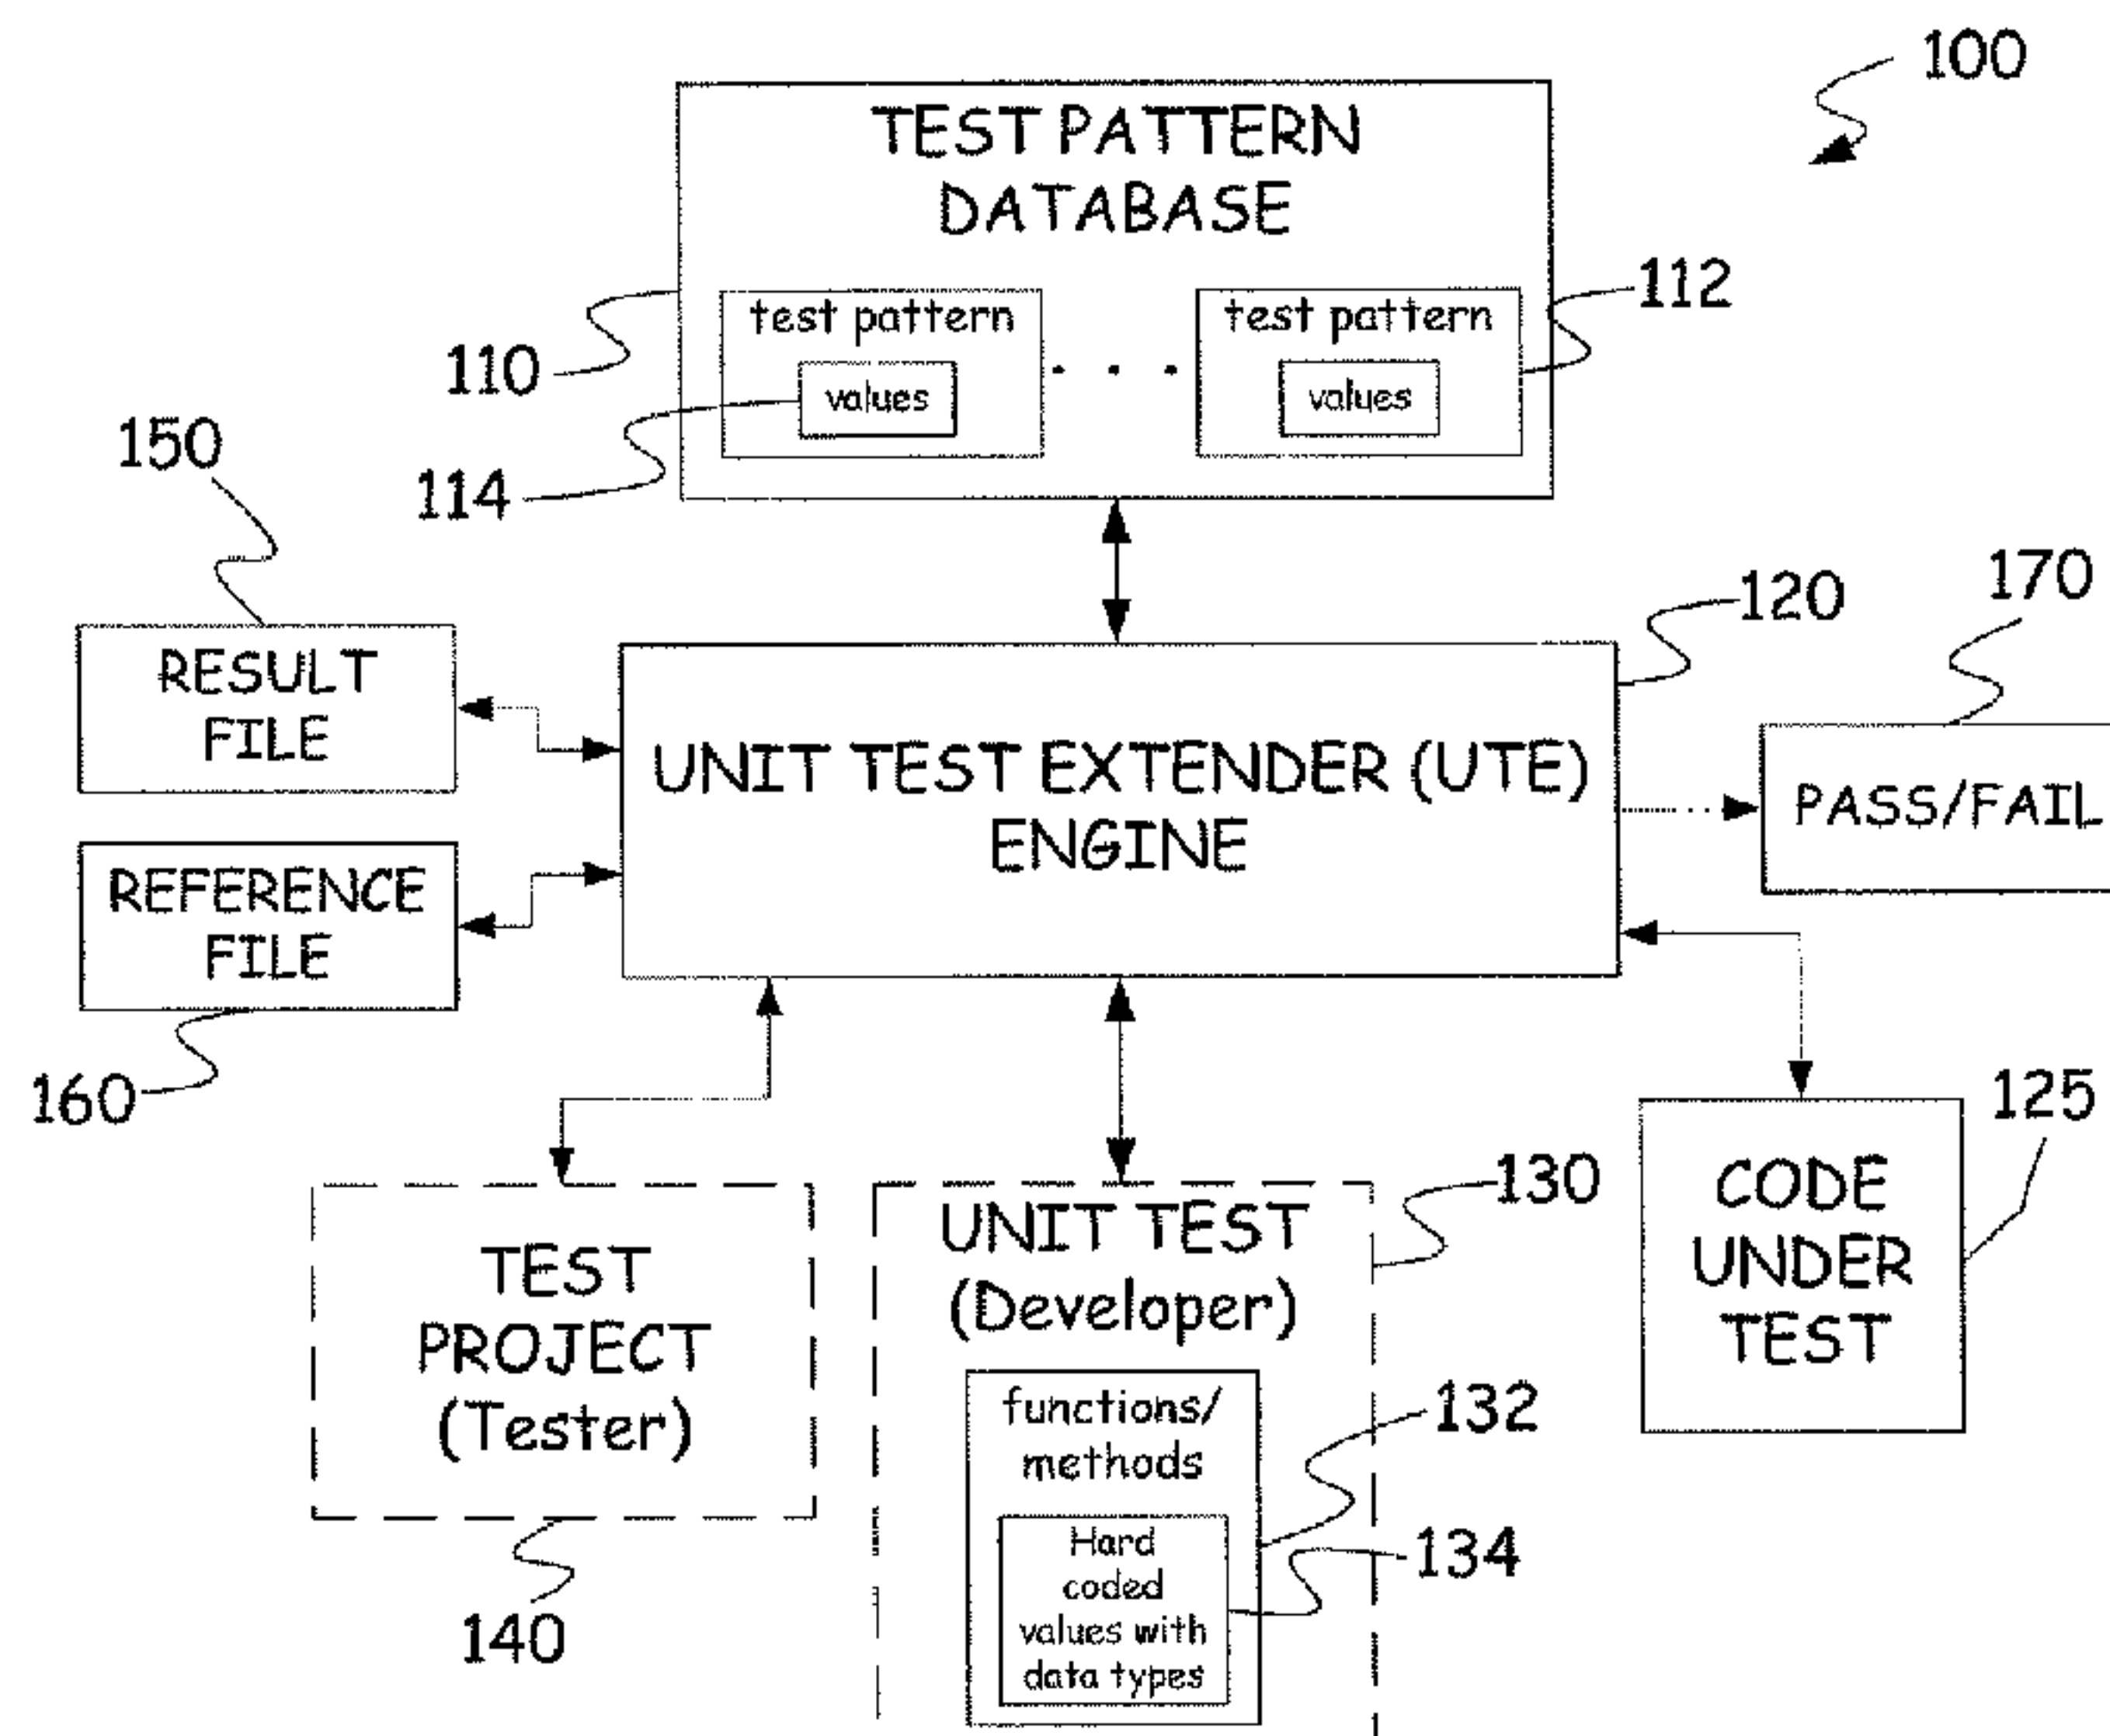 100
TEST PATTERN
DATABASE
112
test pattern
values
test pattern
values
110
114
150
120
170
RESULT
FILE
UNIT TEST EXTENDER (UTE)
ENGINE
PASS/FAIL
REFERENCE
FILE
160
125
CODE
UNDER
TEST
130
UNIT TEST
(Developer)
TEST
PROJECT
(Tester)
functions/
methods
132
Hard
coded
values with
data types
134
140